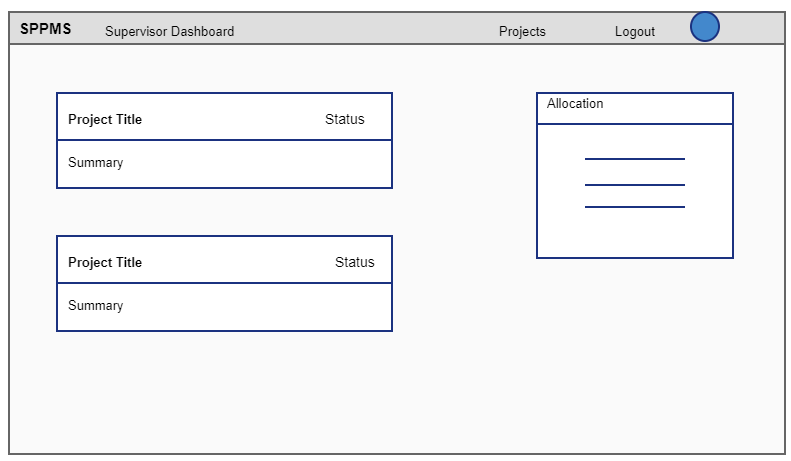 SPPMS Supervisor Dashboard Projects Logout
Project Title Status
Summary
Project Title Status
Summary
Allocation